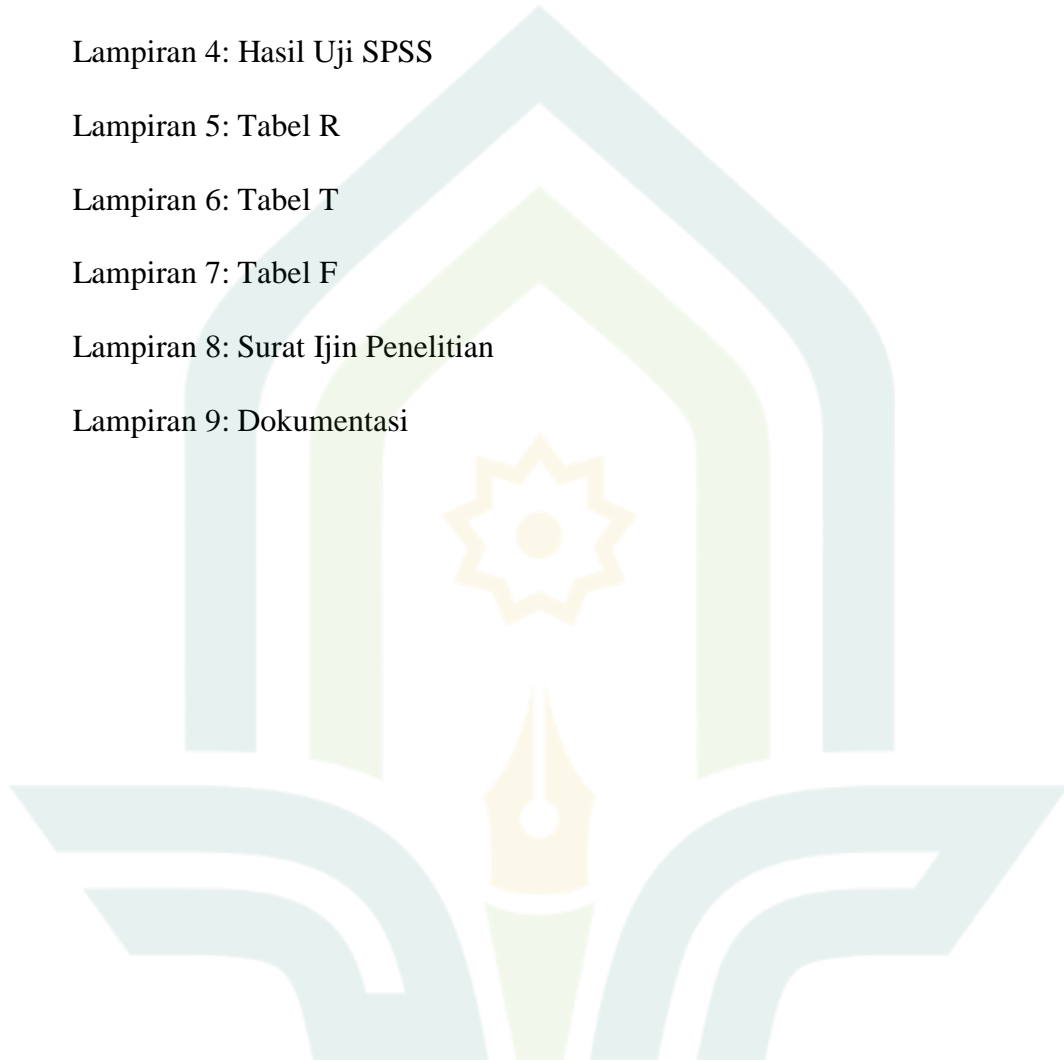 Lampiran 4: Hasil Uji SPSS
Lampiran 5: Tabel R
Lampiran 6: Tabel T
Lampiran 7: Tabel F
Lampiran 8: Surat Ijin Penelitian
Lampiran 9: Dokumentasi